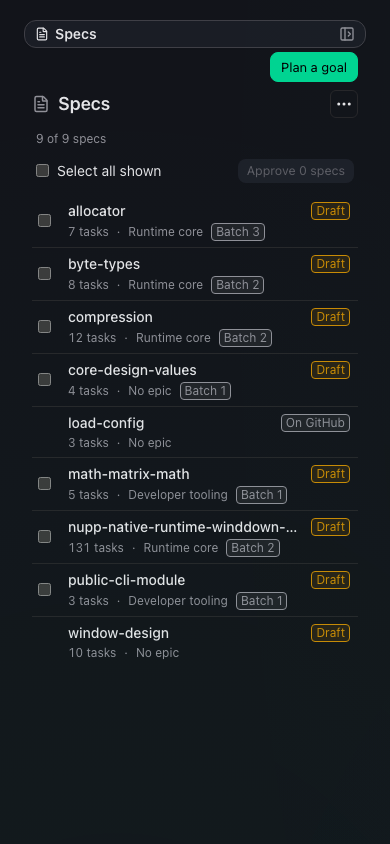 Specs
Plan a goal
Specs
9 of 9 specs
Select all shown
Approve 0 specs
allocator
Draft
7 tasks · Runtime core Batch 3
byte-types
Draft
8 tasks · Runtime core Batch 2
compression
Draft
12 tasks · Runtime core Batch 2
core-design-values
Draft
4 tasks · No epic Batch 1
load-config
On GitHub
3 tasks · No epic
math-matrix-math
Draft
5 tasks · Developer tooling Batch 1
nupp-native-runtime-winddown-...
Draft
131 tasks · Runtime core Batch 2
public-cli-module
Draft
3 tasks · Developer tooling Batch 1
window-design
Draft
10 tasks · No epic